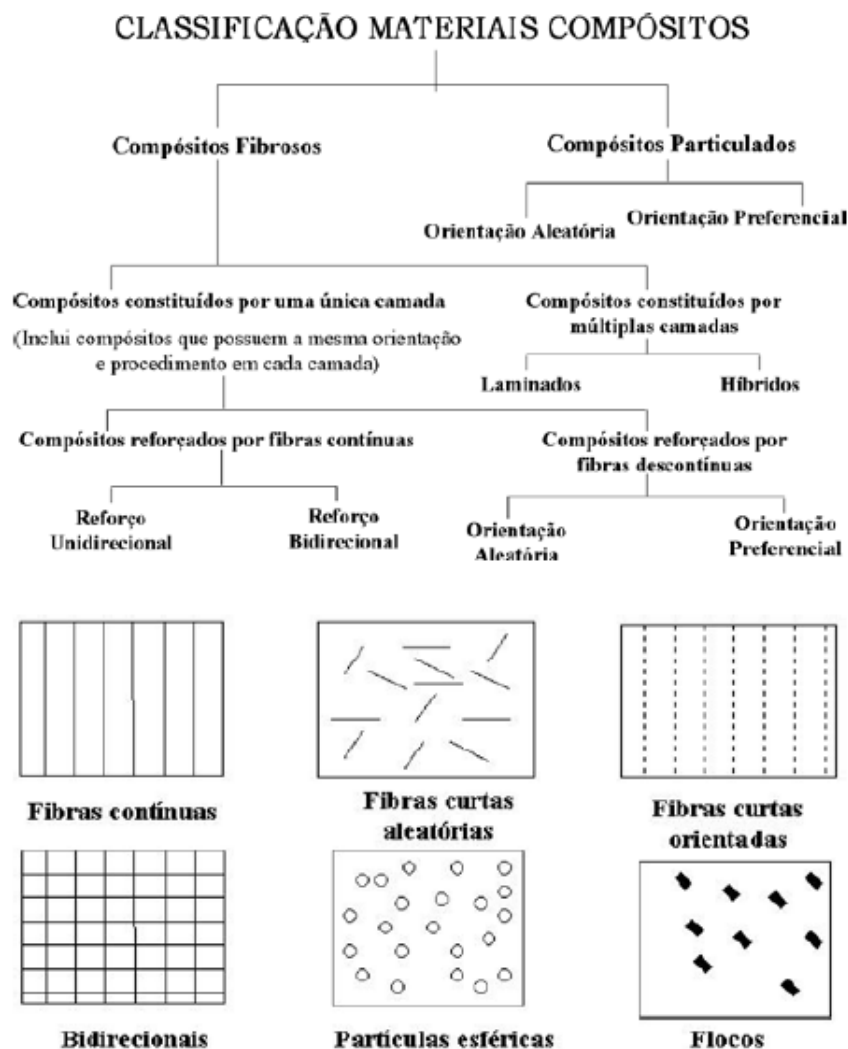 CLASSIFICAÇÃO MATERIAIS COMPÓSITOS
Compósitos Fibrosos
Compósitos Particulados
Orientação Aleatória
Orientação Preferencial
Compósitos constituídos por uma única camada
(Inclui compósitos que possuem a mesma orientação
e procedimento em cada camada)
Compósitos constituídos por
múltiplas camadas
Laminados
Híbridos
Compósitos reforçados por fibras contínuas
Compósitos reforçados por
fibras descontínuas
Reforço
Unidirecional
Reforço
Bidirecional
Orientação
Aleatória
Orientação
Preferencial
Fibras contínuas
Fibras curtas
aleatórias
Fibras curtas
orientadas
Bidirecionais
Partículas esféricas
Flocos